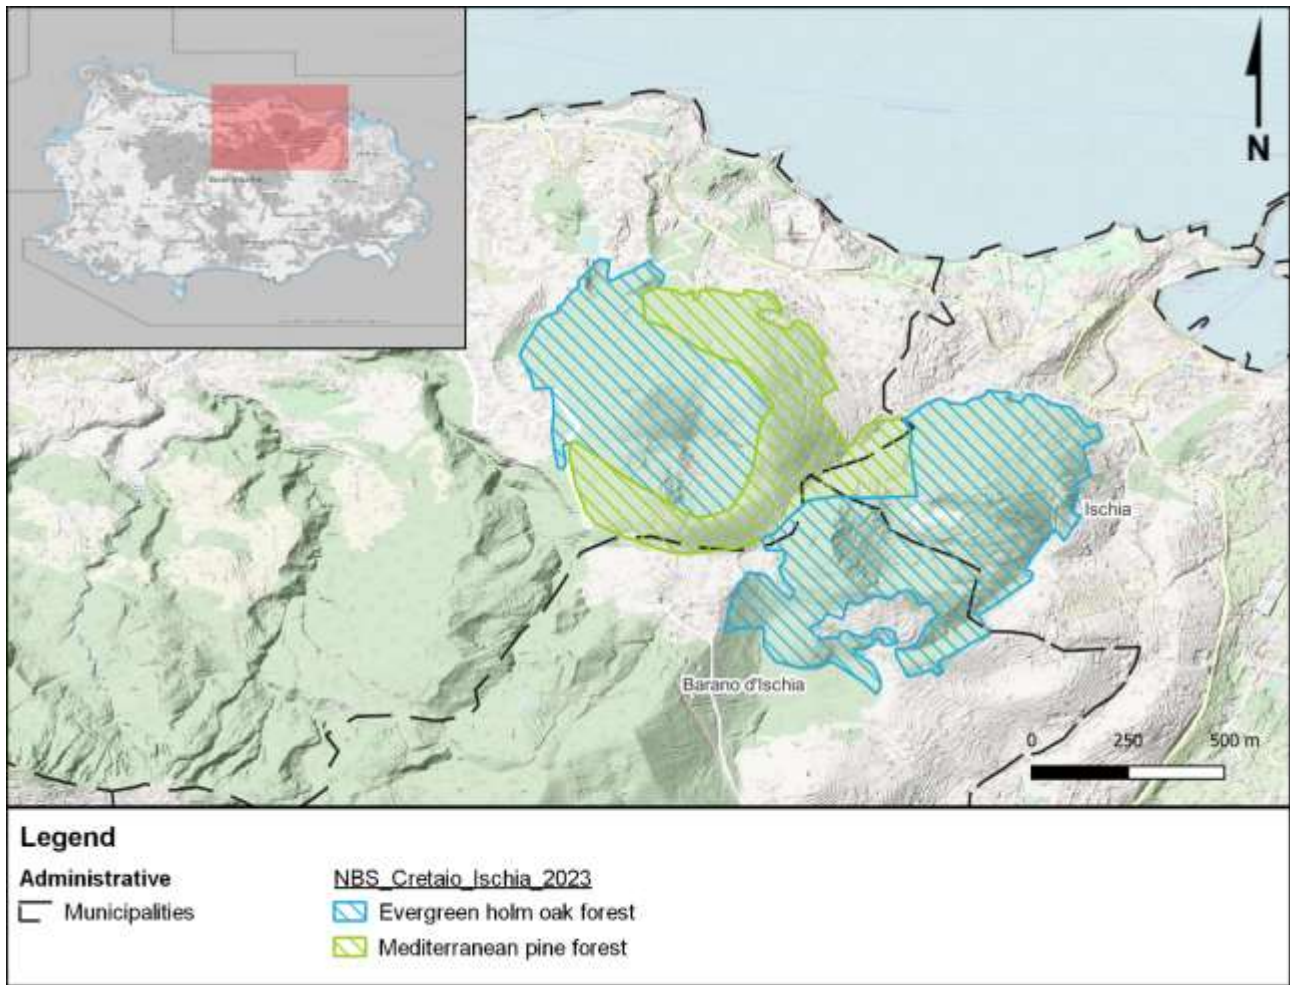 N
Ischia
Barano d'Ischia
0 250 500 m
Legend
Administrative
Municipalities
NBS_Cretaio_Ischia_2023
Evergreen holm oak forest
Mediterranean pine forest